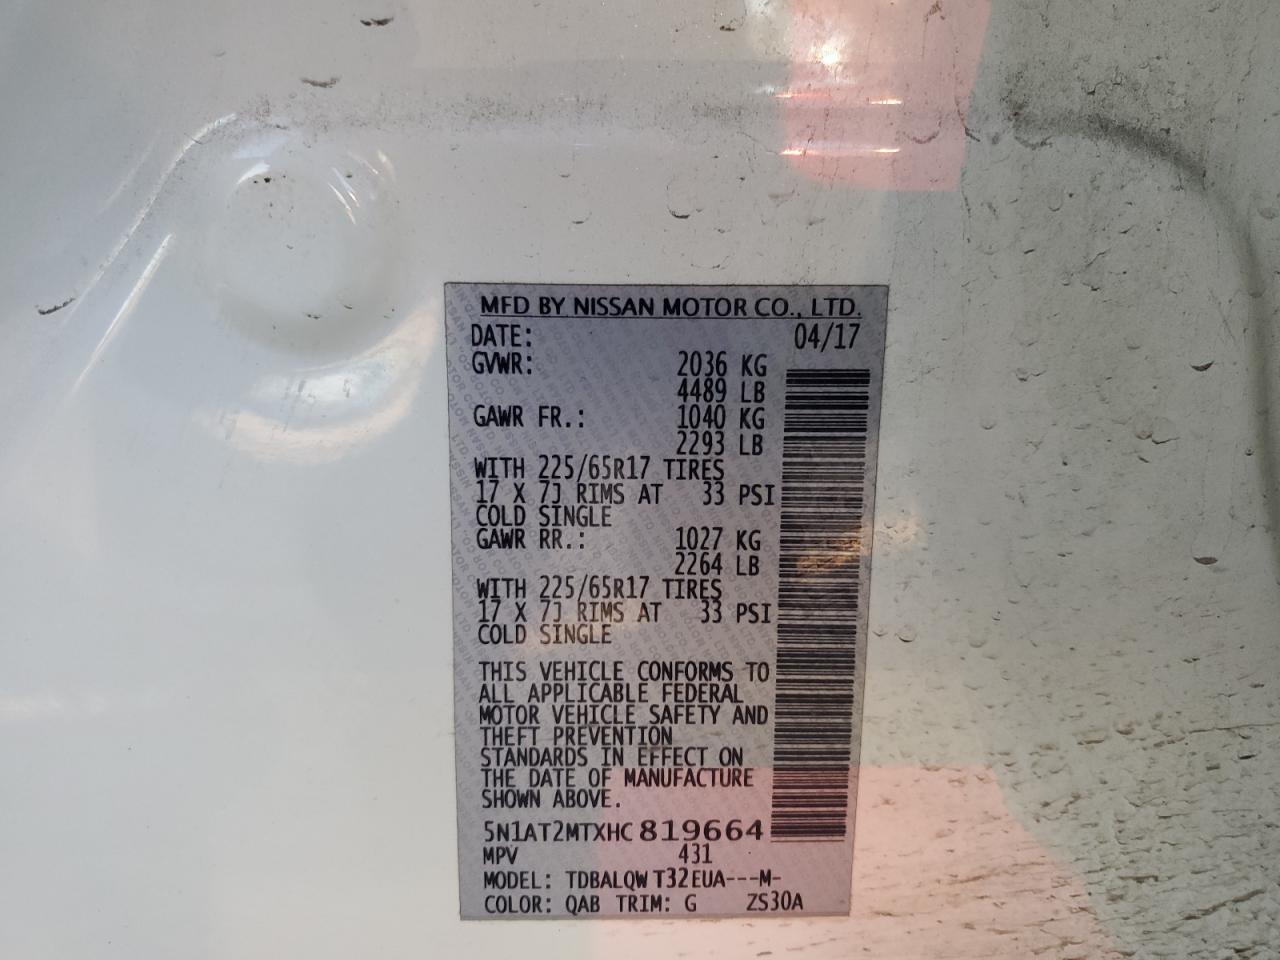 MFD BY NISSAN MOTOR CO., LTD.
DATE: 04/17
GVWR: 2036 KG
4489 LB
GAWR FR.: 1040 KG
2293 LB
WITH 225/65R17 TIRES
17 X 7J RIMS AT 33 PSI
COLD SINGLE
GAWR RR.: 1027 KG
2264 LB
WITH 225/65R17 TIRES
17 X 7J RIMS AT 33 PSI
COLD SINGLE
THIS VEHICLE CONFORMS TO
ALL APPLICABLE FEDERAL
MOTOR VEHICLE SAFETY AND
THEFT PREVENTION
STANDARDS IN EFFECT ON
THE DATE OF MANUFACTURE
SHOWN ABOVE.
5N1AT2MTXHC819664
MPV 431
MODEL: TDBALQW T32EUA---M-
COLOR: QAB TRIM: G ZS30A